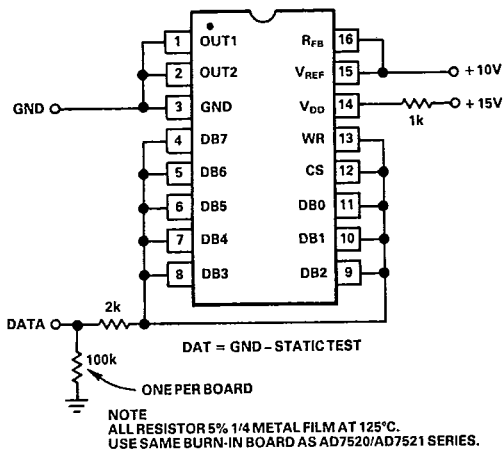 1 OUT1 RFB 16
2 OUT2 VREF 15 +10V
GND 3 GND VDD 14 +15V
1k
4 DB7 WR 13
5 DB6 CS 12
6 DB5 DB0 11
7 DB4 DB1 10
8 DB3 DB2 9
2k
DATA
DAT = GND – STATIC TEST
100k
ONE PER BOARD
NOTE
ALL RESISTOR 5% 1/4 METAL FILM AT 125°C.
USE SAME BURN-IN BOARD AS AD7520/AD7521 SERIES.